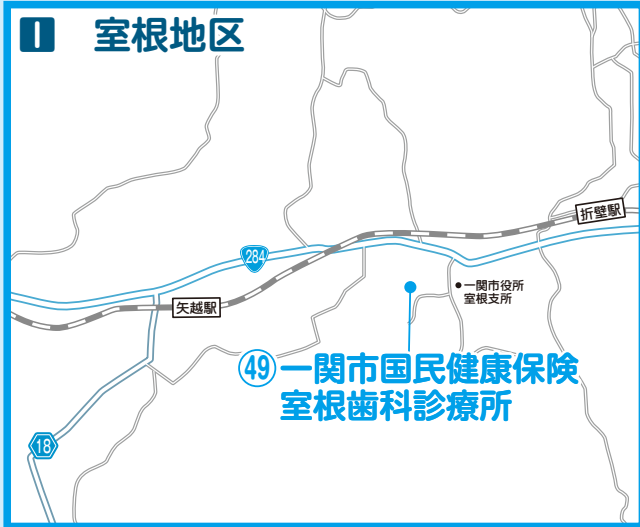 I 室根地区
折壁駅
284
一関市役所
室根支所
矢越駅
㊾一関市国民健康保険
室根歯科診療所
18